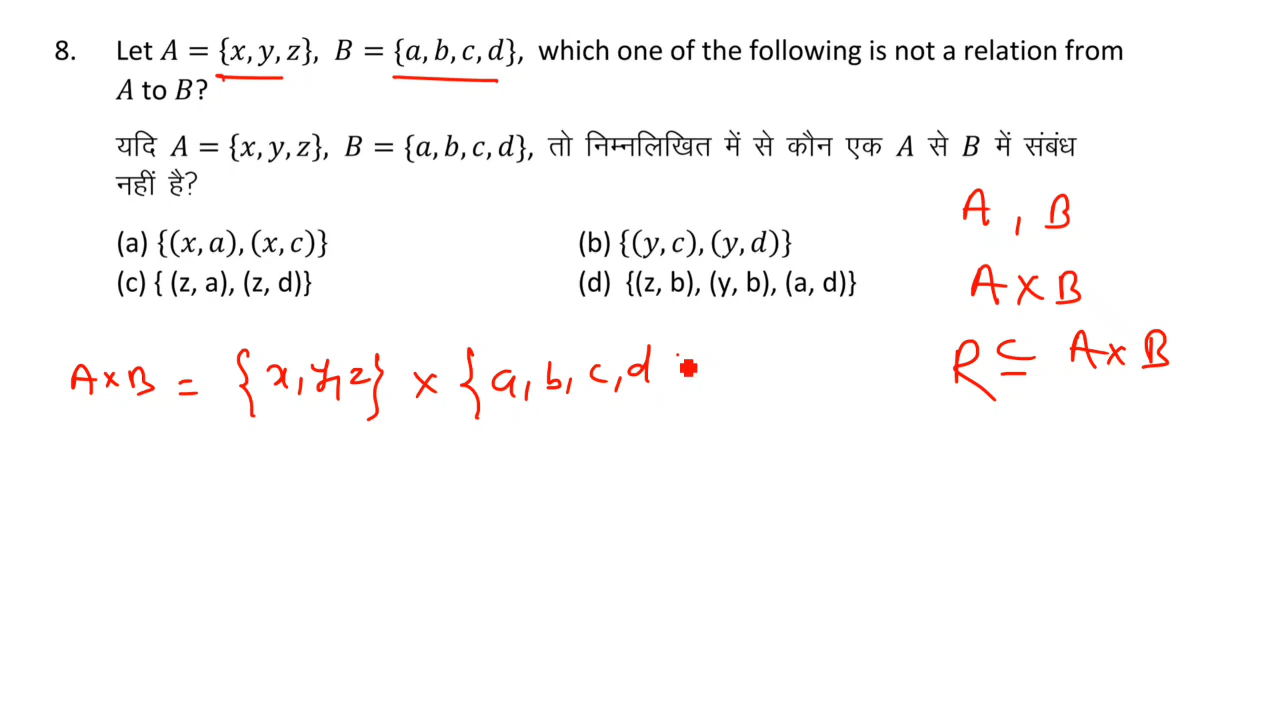 8. Let A = {x, y, z}, B = {a, b, c, d}, which one of the following is not a relation from
A to B?
यदि A = {x, y, z}, B = {a, b, c, d}, तो निम्नलिखित में से कौन एक A से B में संबंध
नहीं है?
A , B
(a) {(x, a), (x, c)} (b) {(y, c), (y, d)}
(c) { (z, a), (z, d)} (d) {(z, b), (y, b), (a, d)}
A × B
R ⊆ A × B
A×B = {x, y, z} × {a, b, c, d